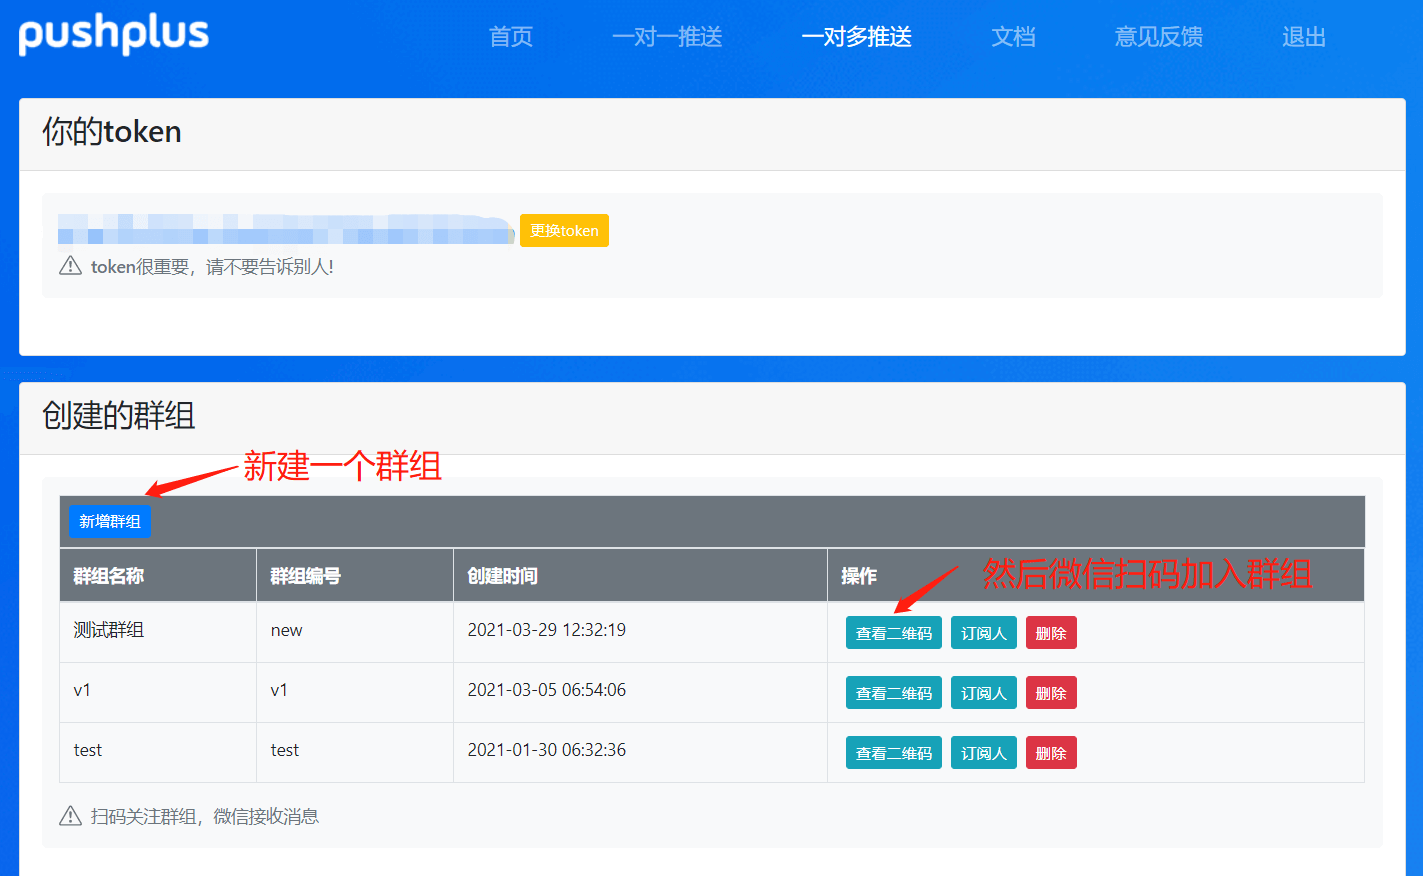 pushplus 首页 一对一推送 一对多推送 文档 意见反馈 退出
你的token
更换token
token很重要，请不要告诉别人!
创建的群组
新建一个群组
新增群组
群组名称 群组编号 创建时间 操作 然后微信扫码加入群组
测试群组 new 2021-03-29 12:32:19 查看二维码 订阅人 删除
v1 v1 2021-03-05 06:54:06 查看二维码 订阅人 删除
test test 2021-01-30 06:32:36 查看二维码 订阅人 删除
扫码关注群组，微信接收消息